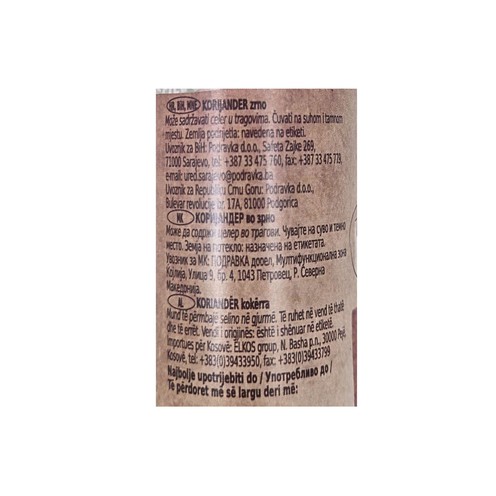 HR, BIH, MNE KORIJANDER zrno
Može sadržavati celer u tragovima. Čuvati na suhom i tamnom
mjestu. Zemlja podrijetla: navedena na etiketi.
Uvoznik za BiH: Podravka d.o.o., Safeta Zajke 269,
71000 Sarajevo, tel: +387 33 475 760, fax: +387 33 475 779,
e-mail: ured.sarajevo@podravka.ba
Uvoznik za Republiku Crnu Goru: Podravka d.o.o.,
Bulevar revolucije br. 17A, 81000 Podgorica
MK КОРИЈАНДЕР во зрно
Може да содржи целер во трагови. Чувајте на суво и темно
место. Земја на потекло: назначена на етикетата.
Увозник за МК: ПОДРАВКА дооел, Мултифункционална зона
Којлија, Улица 9, бр. 4, 1043 Петровец, Р. Северна
Македонија.
AL KORIANDËR kokërra
Mund të përmbajë selino në gjurmë. Të ruhet në vend të thatë
dhe të errët. Vendi i origjinës: është i shënuar në etiketë.
Importues për Kosovë: ELKOS group, N. Basha p.n., 30000 Pejë,
Kosovë, tel: +383(0)39433950, fax: +383(0)39433799
Najbolje upotrijebiti do / Употребливо до /
Të përdoret më së largu deri më: